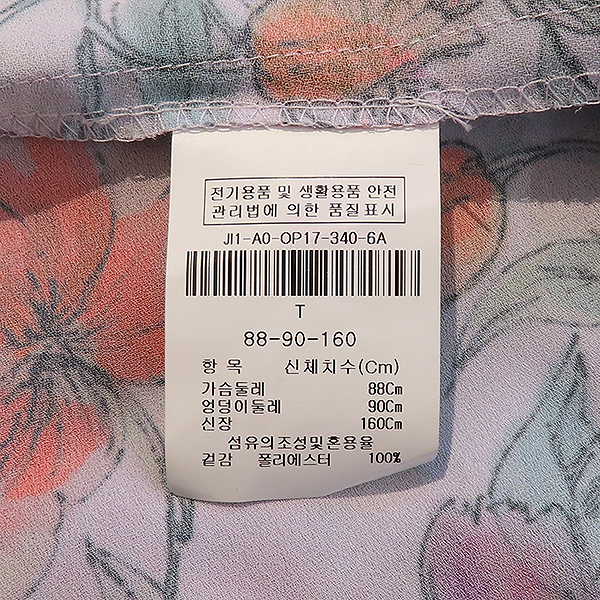 전기용품 및 생활용품 안전
관리법에 의한 품질표시
JI1-A0-OP17-340-6A
T
88-90-160
항 목 신체치수(Cm)
가슴둘레 88Cm
엉덩이둘레 90Cm
신장 160Cm
섬유의조성및혼용율
겉감 폴리에스터 100%